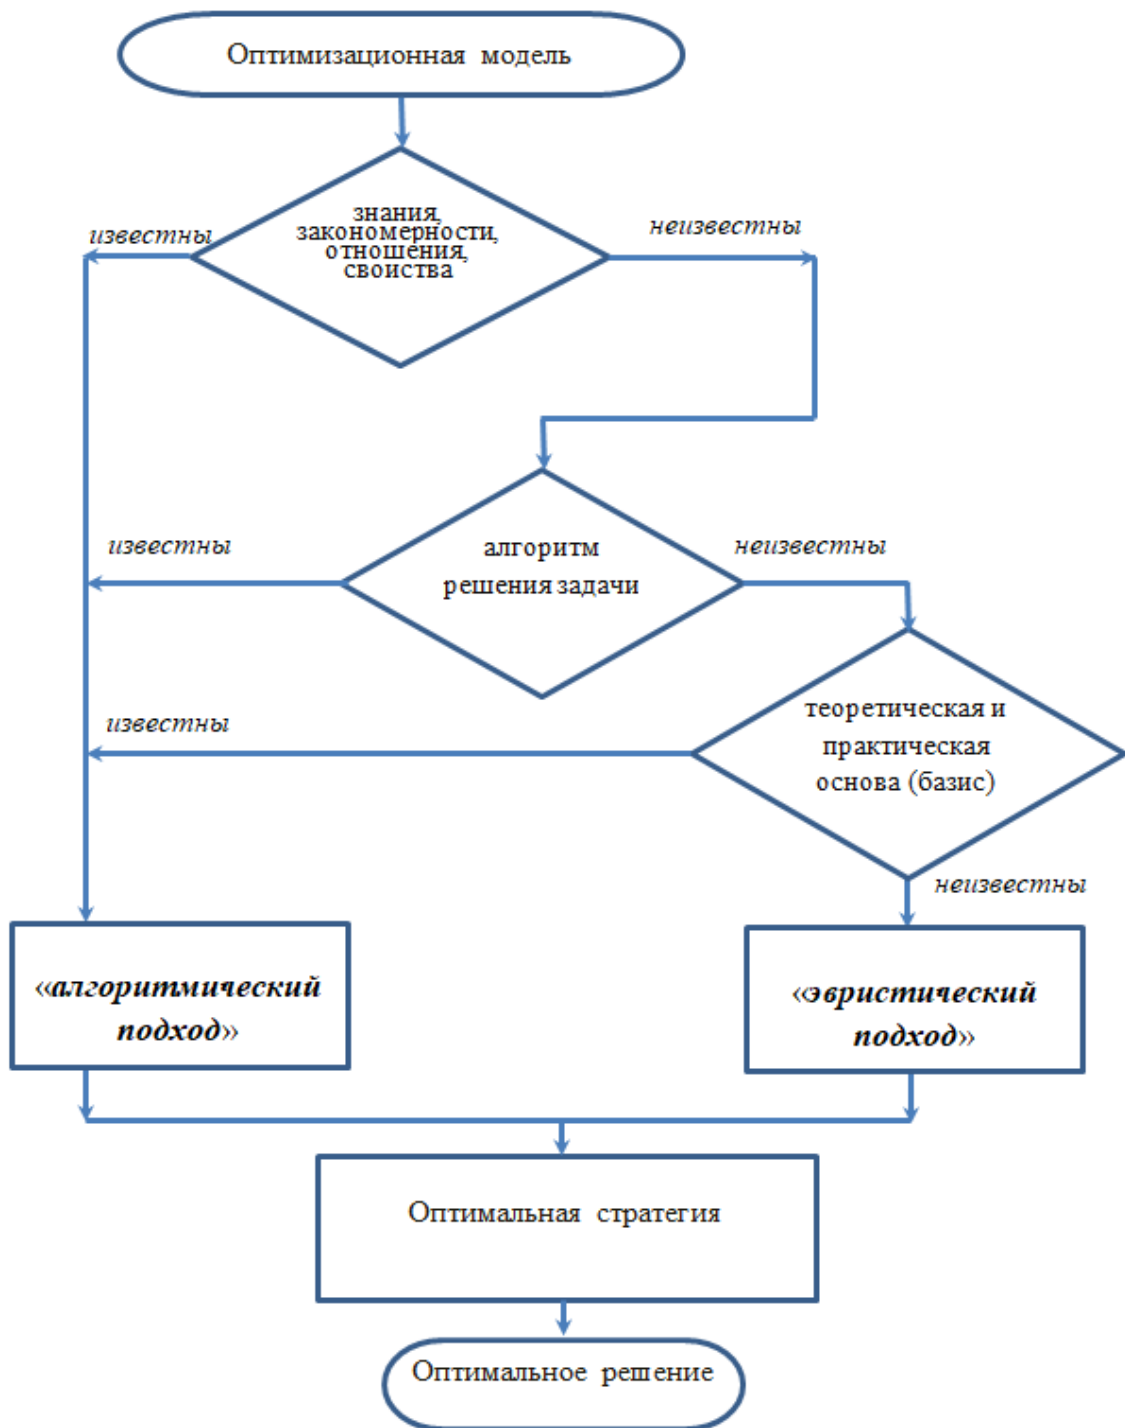 Оптимизационная модель
знания,
закономерности,
отношения,
свойства
известны
неизвестны
алгоритм
решения задачи
известны
неизвестны
теоретическая и
практическая
основа (базис)
известны
неизвестны
«алгоритмический
подход»
«эвристический
подход»
Оптимальная стратегия
Оптимальное решение